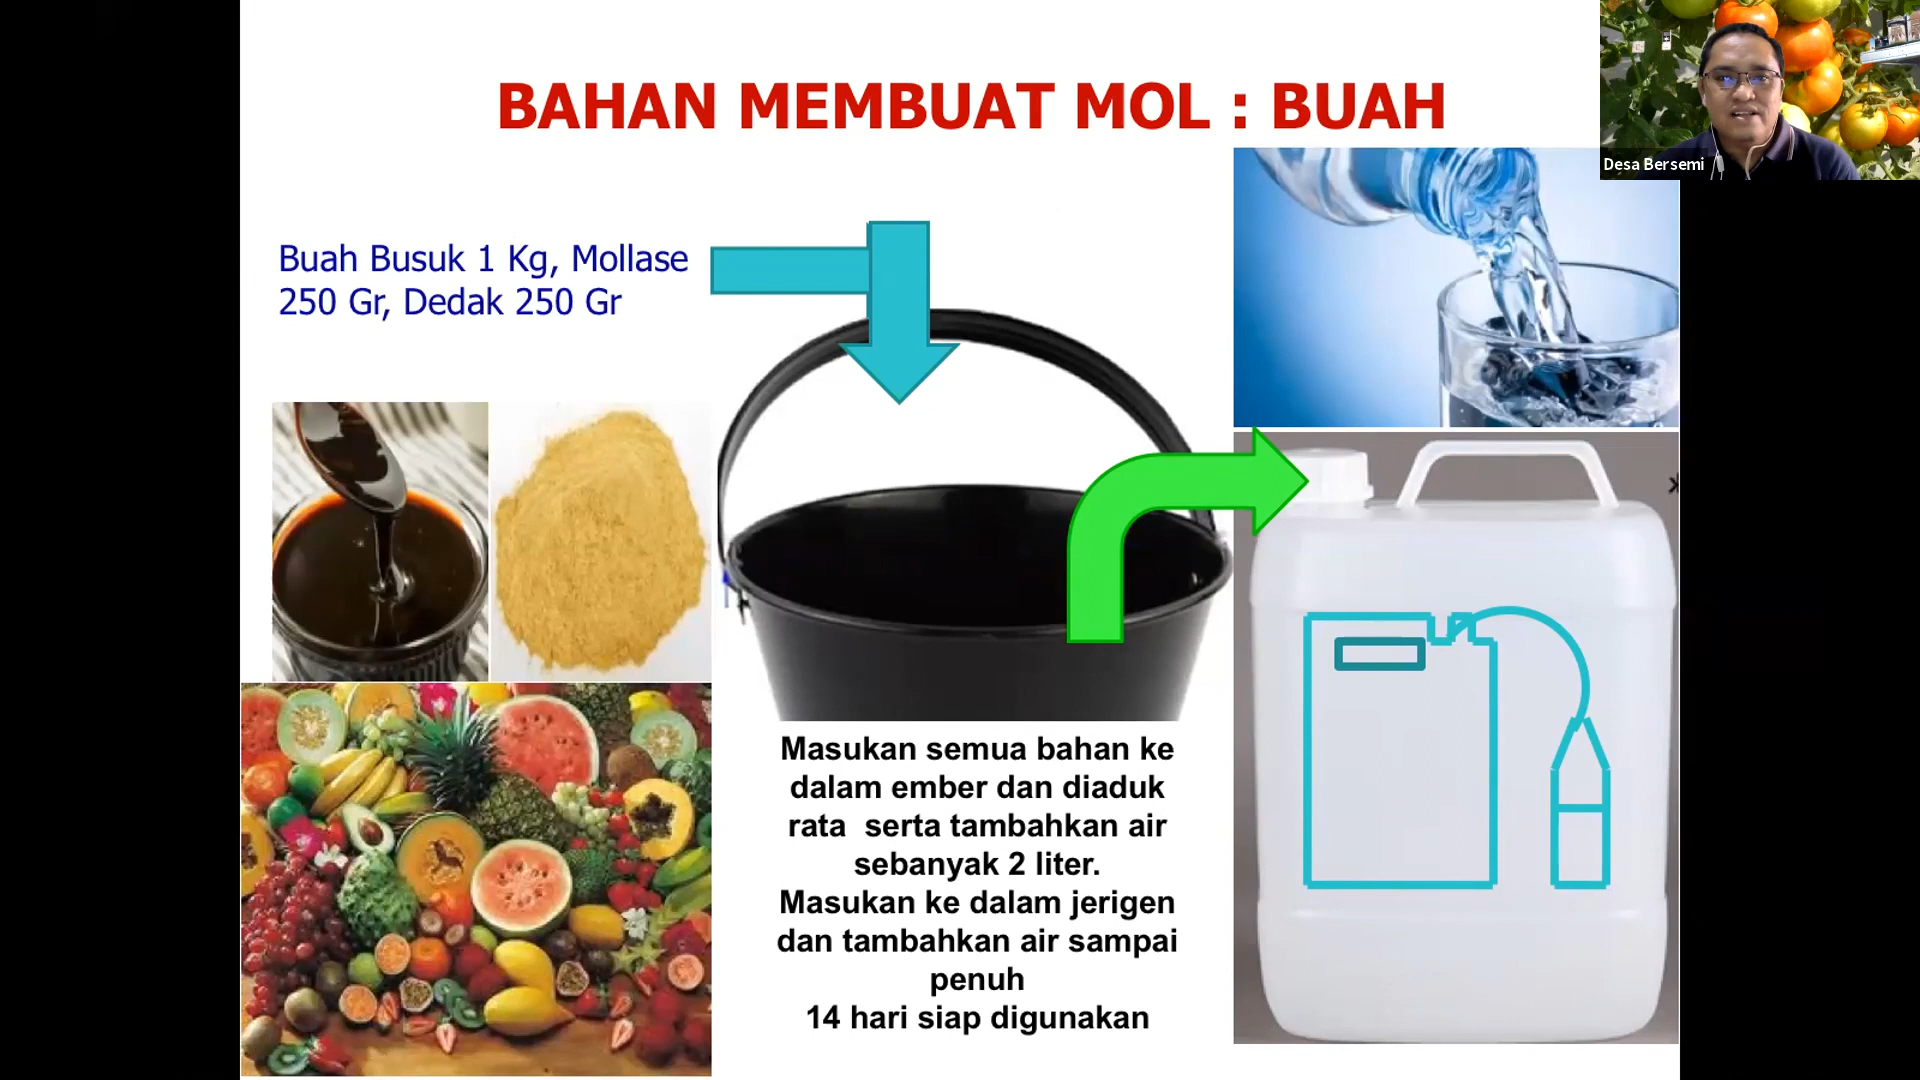 BAHAN MEMBUAT MOL : BUAH
Desa Bersemi
Buah Busuk 1 Kg, Mollase
250 Gr, Dedak 250 Gr
Masukan semua bahan ke
dalam ember dan diaduk
rata serta tambahkan air
sebanyak 2 liter.
Masukan ke dalam jerigen
dan tambahkan air sampai
penuh
14 hari siap digunakan